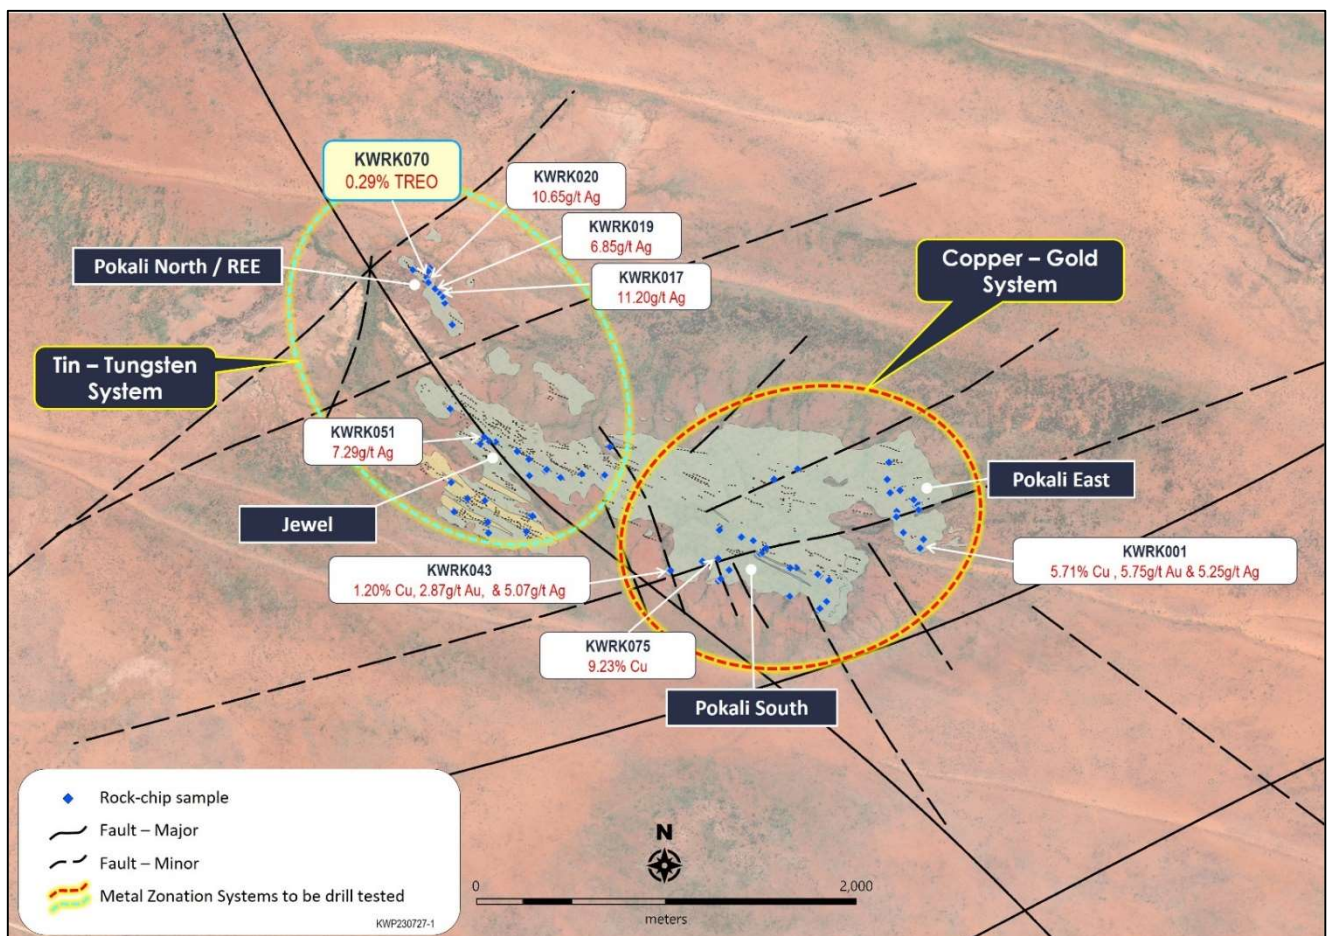 KWRK070
0.29% TREO
KWRK020
10.65g/t Ag
KWRK019
6.85g/t Ag
KWRK017
11.20g/t Ag
Pokali North / REE
Copper – Gold
System
Tin – Tungsten
System
KWRK051
7.29g/t Ag
Jewel
Pokali East
KWRK043
1.20% Cu, 2.87g/t Au, & 5.07g/t Ag
KWRK001
5.71% Cu , 5.75g/t Au & 5.25g/t Ag
KWRK075
9.23% Cu
Pokali South
Rock-chip sample
Fault – Major
Fault – Minor
Metal Zonation Systems to be drill tested
KWP230727-1
N
0 2,000
meters